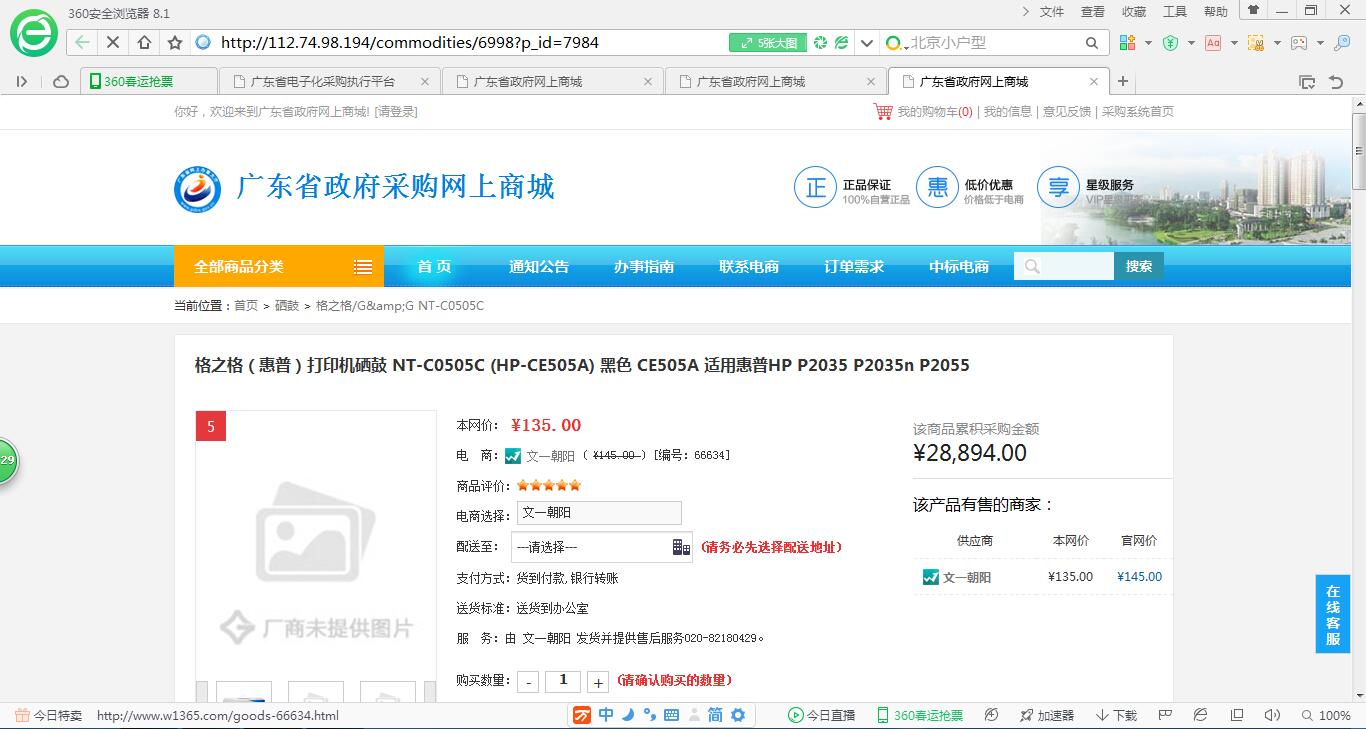 360安全浏览器 8.1
文件 查看 收藏 工具 帮助
http://112.74.98.194/commodities/6998?p_id=7984
5张大图
北京小户型
360春运抢票
广东省电子化采购执行平台
广东省政府网上商城
广东省政府网上商城
广东省政府网上商城
你好，欢迎来到广东省政府网上商城! [请登录]
我的购物车(0) | 我的信息 | 意见反馈 | 采购系统首页
广东省政府采购网上商城
正 正品保证
100%自营正品
惠 低价优惠
价格低于电商
享 星级服务
全部商品分类 首 页 通知公告 办事指南 联系电商 订单需求 中标电商 搜索
当前位置：首页 > 硒鼓 > 格之格/G&amp;G NT-C0505C
格之格（惠普）打印机硒鼓 NT-C0505C (HP-CE505A) 黑色 CE505A 适用惠普HP P2035 P2035n P2055
5
厂商未提供图片
本网价： ¥135.00
电 商： 文一朝阳（ ¥145.00 ）[编号：66634]
商品评价：
电商选择： 文一朝阳
配送至： ---请选择--- (请务必先选择配送地址)
支付方式：货到付款,银行转账
送货标准：送货到办公室
服 务：由 文一朝阳 发货并提供售后服务020-82180429。
购买数量： - 1 + (请确认购买的数量)
该商品累积采购金额
¥28,894.00
该产品有售的商家：
供应商 本网价 官网价
文一朝阳 ¥135.00 ¥145.00
在线客服
29
今日特卖 http://www.w1365.com/goods-66634.html
中 简
今日直播 360春运抢票 加速器 下载 100%